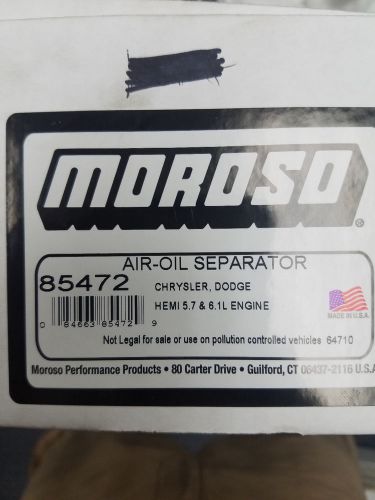 MOROSO®
AIR-OIL SEPARATOR
85472
CHRYSLER, DODGE
HEMI 5.7 & 6.1L ENGINE
0 84663 85472 9
MADE IN U.S.A.
Not Legal for sale or use on pollution controlled vehicles 64710
Moroso Performance Products • 80 Carter Drive • Guilford, CT 06437-2116 U.S.A